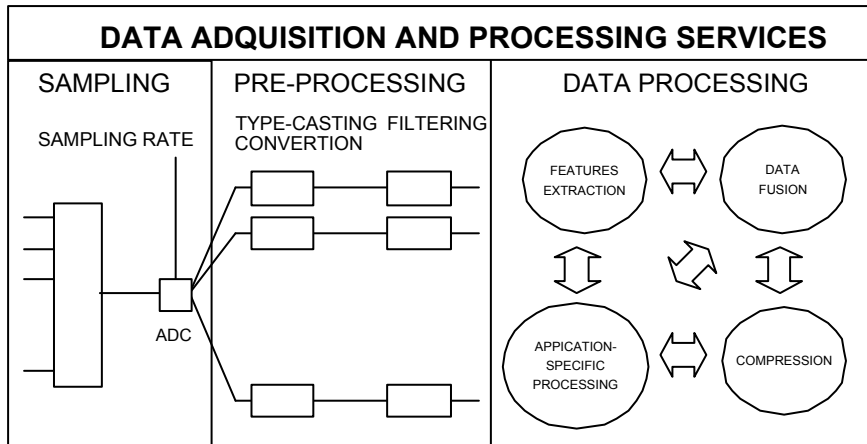 DATA ADQUISITION AND PROCESSING SERVICES
SAMPLING
PRE-PROCESSING
DATA PROCESSING
SAMPLING RATE
ADC
TYPE-CASTING
CONVERTION
FILTERING
FEATURES
EXTRACTION
DATA
FUSION
APPICATION-
SPECIFIC
PROCESSING
COMPRESSION